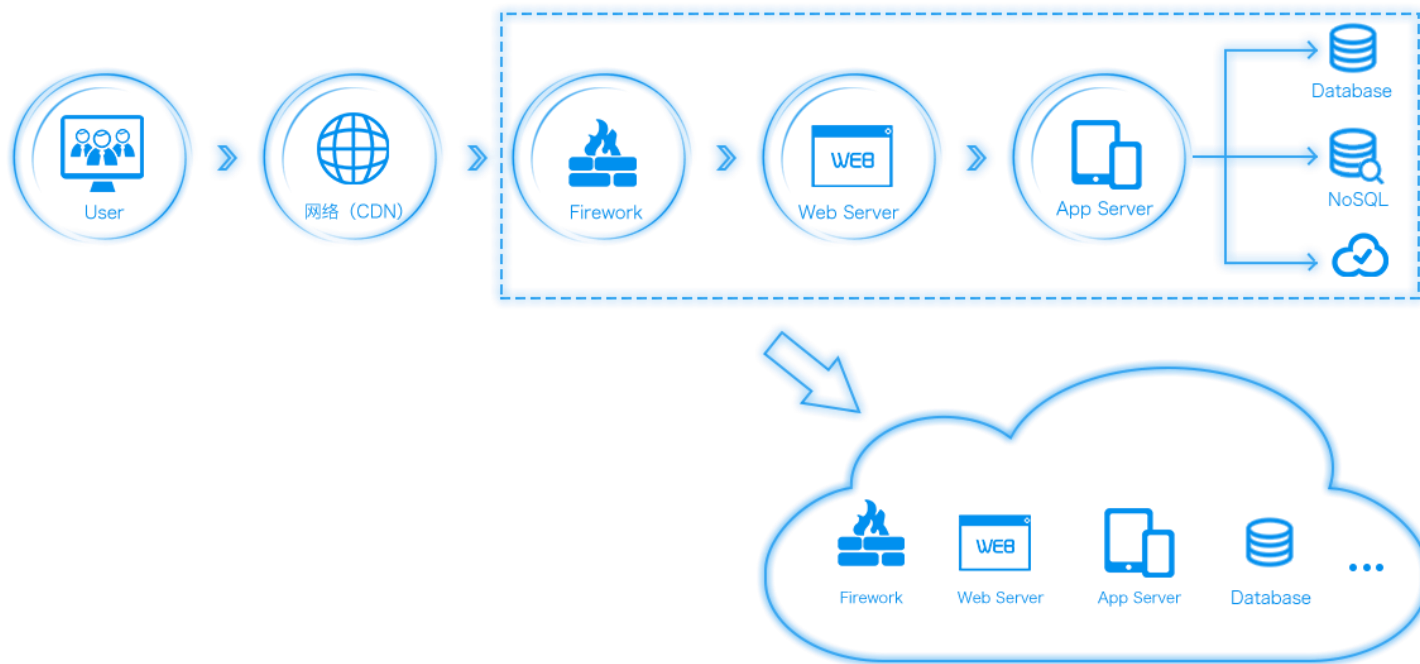 Database
WEB
WEB
NoSQL
User
网络（CDN）
Firework
Web Server
App Server
WEB
Firework
Web Server
App Server
Database